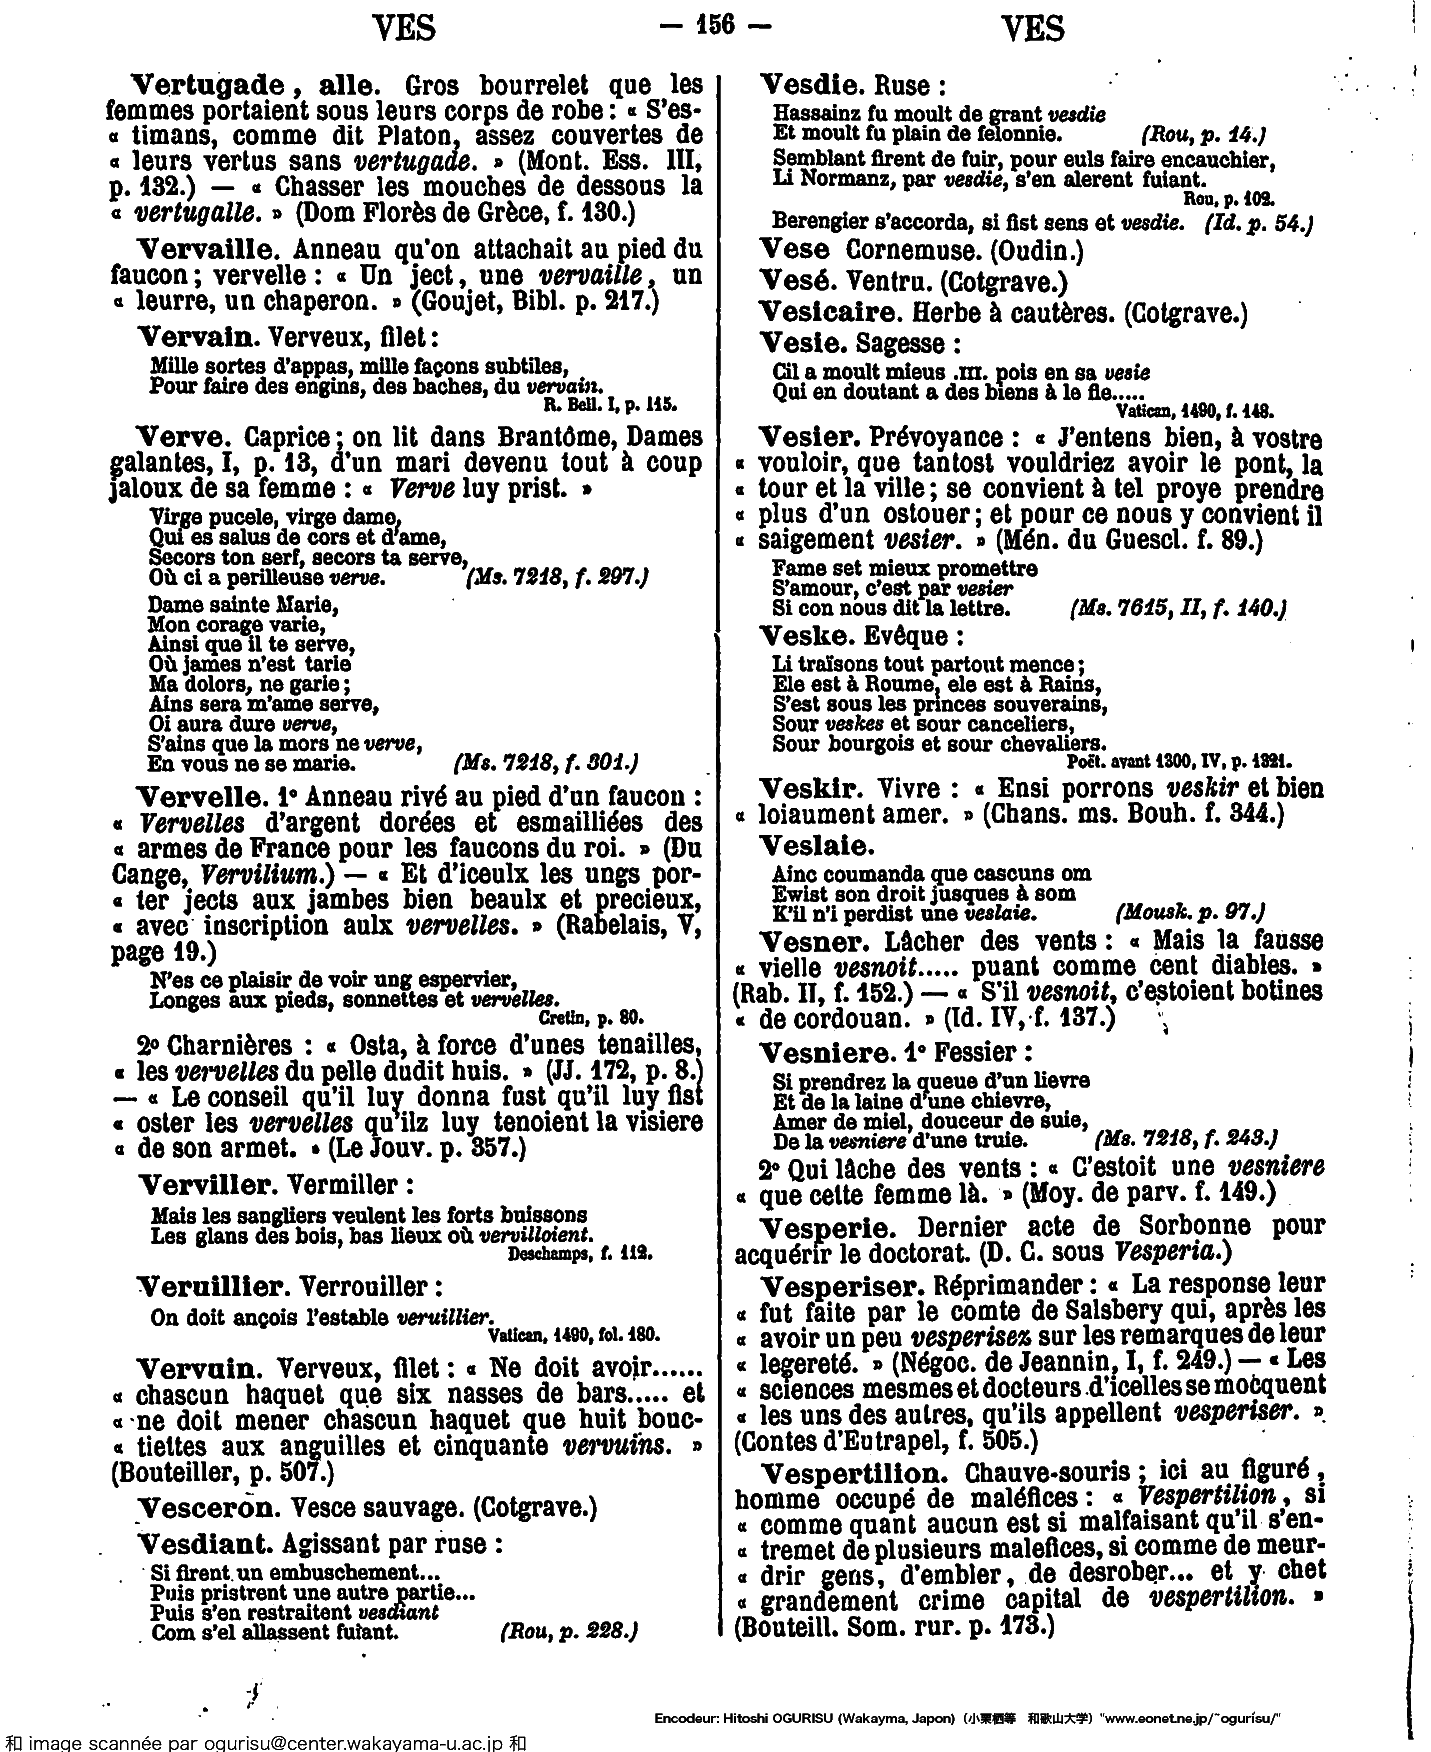 VES — 156 — VES
Vertugade, alle. Gros bourrelet que les
femmes portaient sous leurs corps de robe : « S'es-
« timans, comme dit Platon, assez couvertes de
« leurs vertus sans vertugade. » (Mont. Ess. III,
p. 132.) — « Chasser les mouches de dessous la
« vertugalle. » (Dom Florès de Grèce, f. 130.)
Vervaille. Anneau qu'on attachait au pied du
faucon ; vervelle : « Un ject, une vervaille, un
« leurre, un chaperon. » (Goujet, Bibl. p. 217.)
Vervain. Verveux, filet :
Mille sortes d'appas, mille façons subtiles,
Pour faire des engins, des baches, du vervain.
R. Bell. I, p. 115.
Verve. Caprice ; on lit dans Brantôme, Dames
galantes, I, p. 13, d'un mari devenu tout à coup
jaloux de sa femme : « Verve luy prist. »
Virge pucele, virge dame,
Qui es salus de cors et d'ame,
Secors ton serf, secors ta serve,
Où ci a perilleuse verve. (Ms. 7218, f. 297.)
Dame sainte Marie,
Mon corage varie,
Ainsi que il te serve,
Où james n'est tarie
Ma dolors, ne garie ;
Ains sera m'ame serve,
Oi aura dure verve,
S'ains que la mors ne verve,
En vous ne se marie. (Ms. 7218, f. 301.)
Vervelle. 1° Anneau rivé au pied d'un faucon :
« Vervelles d'argent dorées et esmailliées des
« armes de France pour les faucons du roi. » (Du
Cange, Vervilium.) — « Et d'iceulx les ungs por-
« ter jects aux jambes bien beaulx et precieux,
« avec inscription aulx vervelles. » (Rabelais, V,
page 19.)
N'es ce plaisir de voir ung espervier,
Longes aux pieds, sonnettes et vervelles.
Cretin, p. 80.
2° Charnières : « Osta, à force d'unes tenailles,
« les vervelles du pelle dudit huis. » (JJ. 172, p. 8.)
— « Le conseil qu'il luy donna fust qu'il luy fist
« oster les vervelles qu'ilz luy tenoient la visiere
« de son armet. » (Le Jouv. p. 357.)
Verviller. Vermiller :
Mais les sangliers veulent les forts buissons
Les glans des bois, bas lieux où vervilloient.
Deschamps, f. 112.
Veruillier. Verrouiller :
On doit ançois l'estable veruillier.
Vatican, 1490, fol. 180.
Vervuin. Verveux, filet : « Ne doit avoir......
« chascun haquet que six nasses de bars..... et
« ne doit mener chascun haquet que huit bouc-
« tiettes aux anguilles et cinquante vervuins. »
(Bouteiller, p. 507.)
Vesceron. Vesce sauvage. (Cotgrave.)
Vesdiant. Agissant par ruse :
Si firent un embuschement...
Puis pristrent une autre partie...
Puis s'en restraitent vesdiant
Com s'el allassent fuiant. (Rou, p. 228.)
Vesdie. Ruse :
Hassainz fu moult de grant vesdie
Et moult fu plain de felonnie. (Rou, p. 14.)
Semblant firent de fuir, pour euls faire encauchier,
Li Normanz, par vesdie, s'en alerent fuiant.
Rou, p. 102.
Berengier s'accorda, si fist sens et vesdie. (Id. p. 54.)
Vese Cornemuse. (Oudin.)
Vesé. Ventru. (Cotgrave.)
Vesicaire. Herbe à cautères. (Cotgrave.)
Vesie. Sagesse :
Cil a moult mieus .III. pois en sa vesie
Qui en doutant a des biens à le fie.....
Vatican, 1490, f. 148.
Vesier. Prévoyance : « J'entens bien, à vostre
« vouloir, que tantost vouldriez avoir le pont, la
« tour et la ville ; se convient à tel proye prendre
« plus d'un ostouer ; et pour ce nous y convient il
« saigement vesier. » (Mén. du Guescl. f. 89.)
Fame set mieux promettre
S'amour, c'est par vesier
Si con nous dit la lettre. (Ms. 7615, II, f. 140.)
Veske. Evêque :
Li traïsons tout partout mence ;
Ele est à Roume, ele est à Rains,
S'est sous les princes souverains,
Sour veskes et sour canceliers,
Sour bourgois et sour chevaliers.
Poët. avant 1300, IV, p. 1321.
Veskir. Vivre : « Ensi porrons veskir et bien
« loiaument amer. » (Chans. ms. Bouh. f. 344.)
Veslaie.
Ainc coumanda que cascuns om
Ewist son droit jusques à som
K'il n'i perdist une veslaie. (Mousk. p. 97.)
Vesner. Lâcher des vents : « Mais la fausse
« vielle vesnoit..... puant comme cent diables. »
(Rab. II, f. 152.) — « S'il vesnoit, c'estoient botines
« de cordouan. » (Id. IV, f. 137.)
Vesniere. 1° Fessier :
Si prendrez la queue d'un lievre
Et de la laine d'une chievre,
Amer de miel, douceur de suie,
De la vesniere d'une truie. (Ms. 7218, f. 243.)
2° Qui lâche des vents : « C'estoit une vesniere
« que cette femme là. » (Moy. de parv. f. 149.)
Vesperie. Dernier acte de Sorbonne pour
acquérir le doctorat. (D. C. sous Vesperia.)
Vesperiser. Réprimander : « La response leur
« fut faite par le comte de Salsbery qui, après les
« avoir un peu vesperisez sur les remarques de leur
« legereté. » (Négoc. de Jeannin, I, f. 249.) — « Les
« sciences mesmes et docteurs d'icelles se mocquent
« les uns des autres, qu'ils appellent vesperiser. »
(Contes d'Eutrapel, f. 505.)
Vespertilion. Chauve-souris ; ici au figuré,
homme occupé de maléfices : « Vespertilion, si
« comme quant aucun est si malfaisant qu'il s'en-
« tremet de plusieurs malefices, si comme de meur-
« drir gens, d'embler, de desrober... et y chet
« grandement crime capital de vespertilion. »
(Bouteill. Som. rur. p. 173.)
Encodeur: Hitoshi OGURISU (Wakayma, Japon) (小栗栖等 和歌山大学) "www.eonet.ne.jp/~ogurisu/"
和 image scannée par ogurisu@center.wakayama-u.ac.jp 和